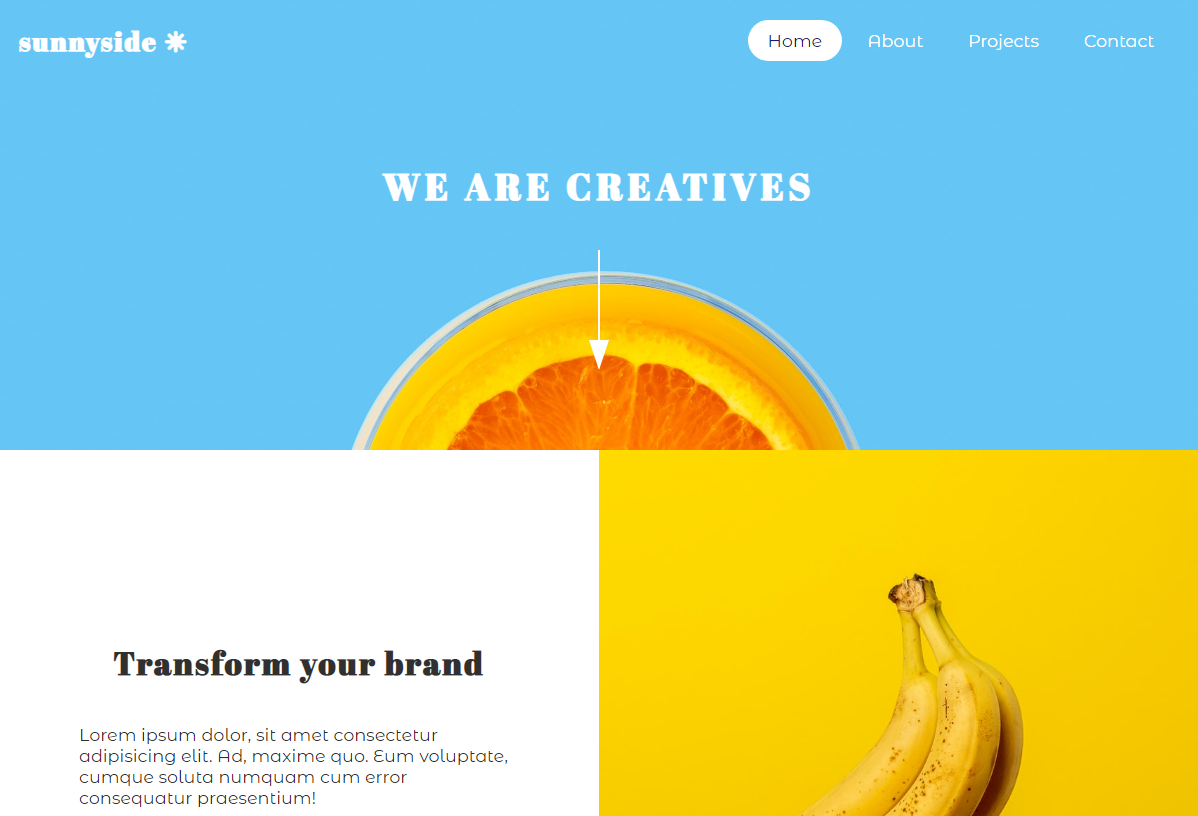 sunnyside ✷
Home About Projects Contact
WE ARE CREATIVES
Transform your brand
Lorem ipsum dolor, sit amet consectetur
adipisicing elit. Ad, maxime quo. Eum voluptate,
cumque soluta numquam cum error
consequatur praesentium!